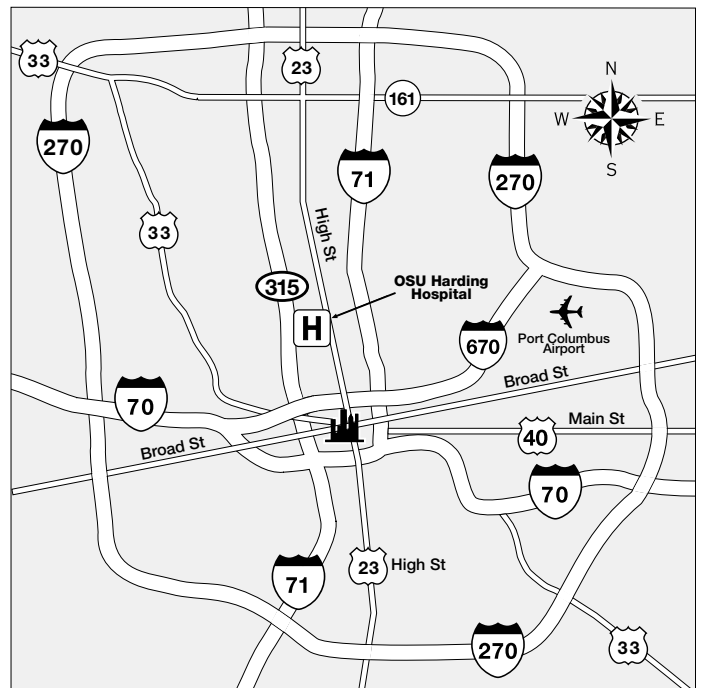 33
23
N
161
W
E
270
71
270
S
33
High St
315
OSU Harding
Hospital
H
670
Port Columbus
Airport
Broad St
70
Main St
40
Broad St
70
23
High St
71
270
33